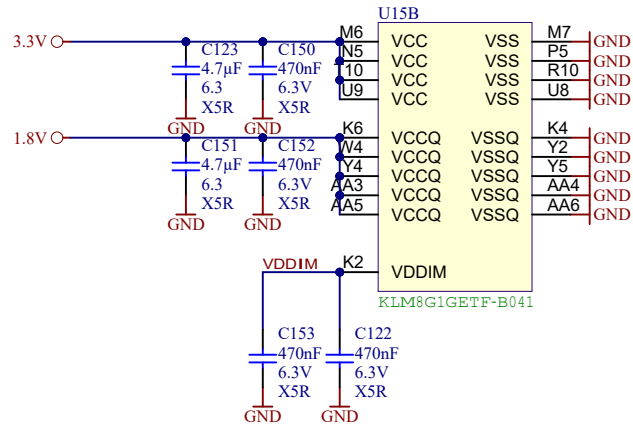 U15B
3.3V
M6 VCC VSS M7 GND
N5 VCC VSS P5 GND
T10 VCC VSS R10 GND
U9 VCC VSS U8 GND
C123
4.7µF
6.3
X5R
GND
C150
470nF
6.3V
X5R
GND
1.8V
K6 VCCQ VSSQ K4 GND
W4 VCCQ VSSQ Y2 GND
Y4 VCCQ VSSQ Y5 GND
AA3 VCCQ VSSQ AA4 GND
AA5 VCCQ VSSQ AA6 GND
C151
4.7µF
6.3
X5R
GND
C152
470nF
6.3V
X5R
GND
VDDIM K2 VDDIM
KLM8G1GETF-B041
C153
470nF
6.3V
X5R
GND
C122
470nF
6.3V
X5R
GND